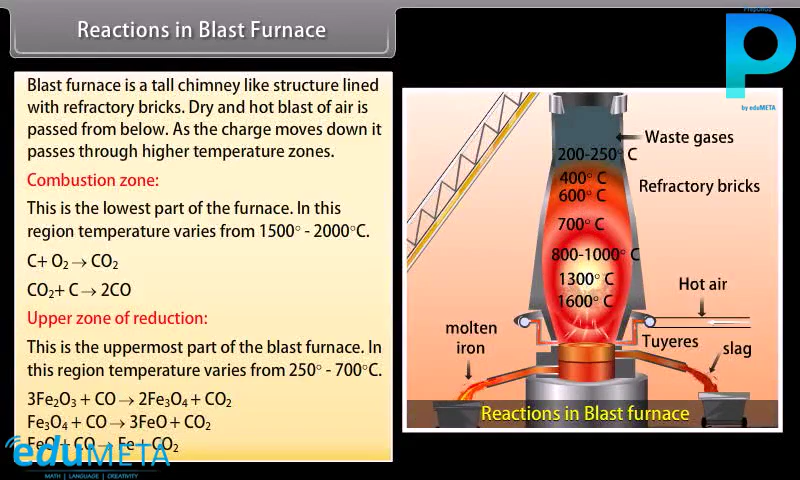 Reactions in Blast Furnace
Prepunda
P
by eduMETA
Blast furnace is a tall chimney like structure lined
with refractory bricks. Dry and hot blast of air is
passed from below. As the charge moves down it
passes through higher temperature zones.
Combustion zone:
This is the lowest part of the furnace. In this
region temperature varies from 1500° - 2000°C.
C+ O₂ → CO₂
CO₂+ C → 2CO
Upper zone of reduction:
This is the uppermost part of the blast furnace. In
this region temperature varies from 250° - 700°C.
3Fe₂O₃ + CO → 2Fe₃O₄ + CO₂
Fe₃O₄ + CO → 3FeO + CO₂
FeO + CO → Fe + CO₂
eduMETA
MATH | LANGUAGE | CREATIVITY
Waste gases
200-250° C
400° C
600° C
Refractory bricks
700° C
800-1000° C
1300° C
1600° C
Hot air
Tuyeres
molten
iron
slag
Reactions in Blast furnace